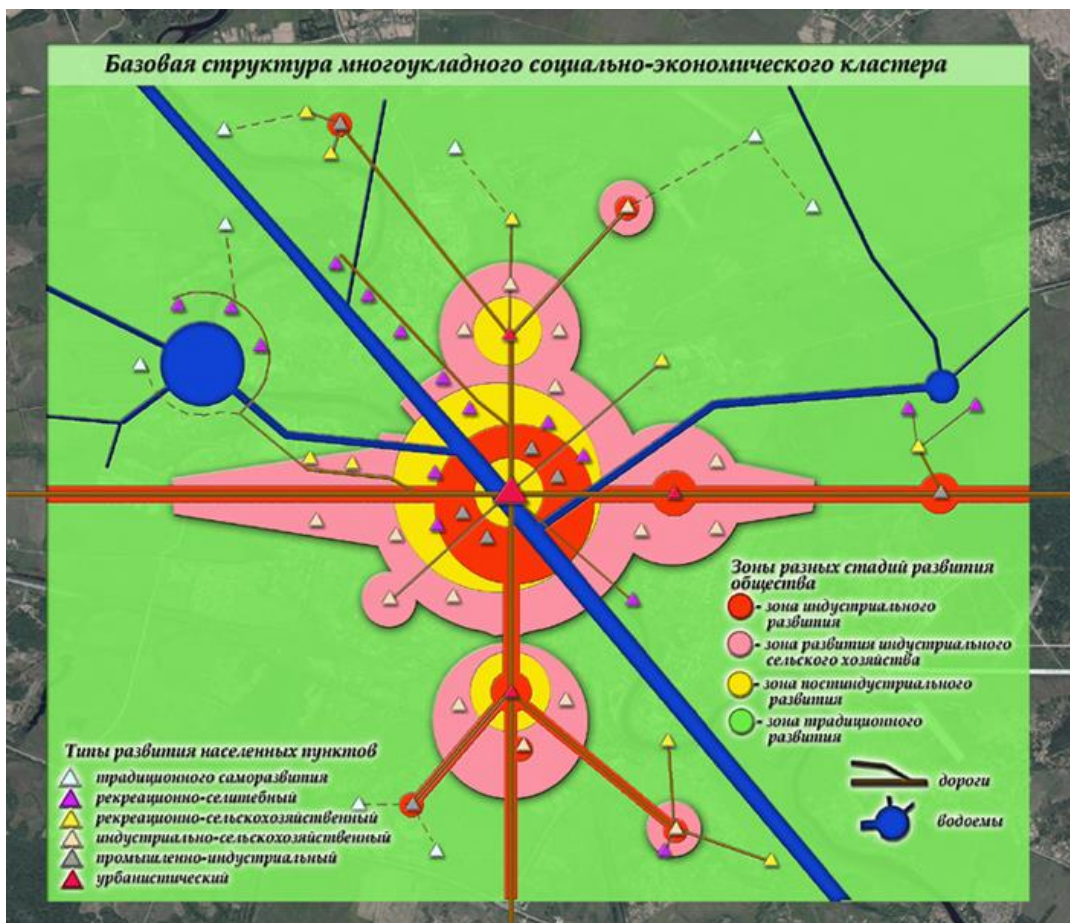 Базовая структура многоукладного социально-экономического кластера
Зоны разных стадий развития
общества
- зона индустриального
развития
- зона развития индустриального
сельского хозяйства
- зона постиндустриального
развития
- зона традиционного
развития
Типы развития населенных пунктов
традиционного саморазвития
рекреационно-селитебный
рекреационно-сельскохозяйственный
индустриально-сельскохозяйственный
промышленно-индустриальный
урбанистический
дороги
водоемы